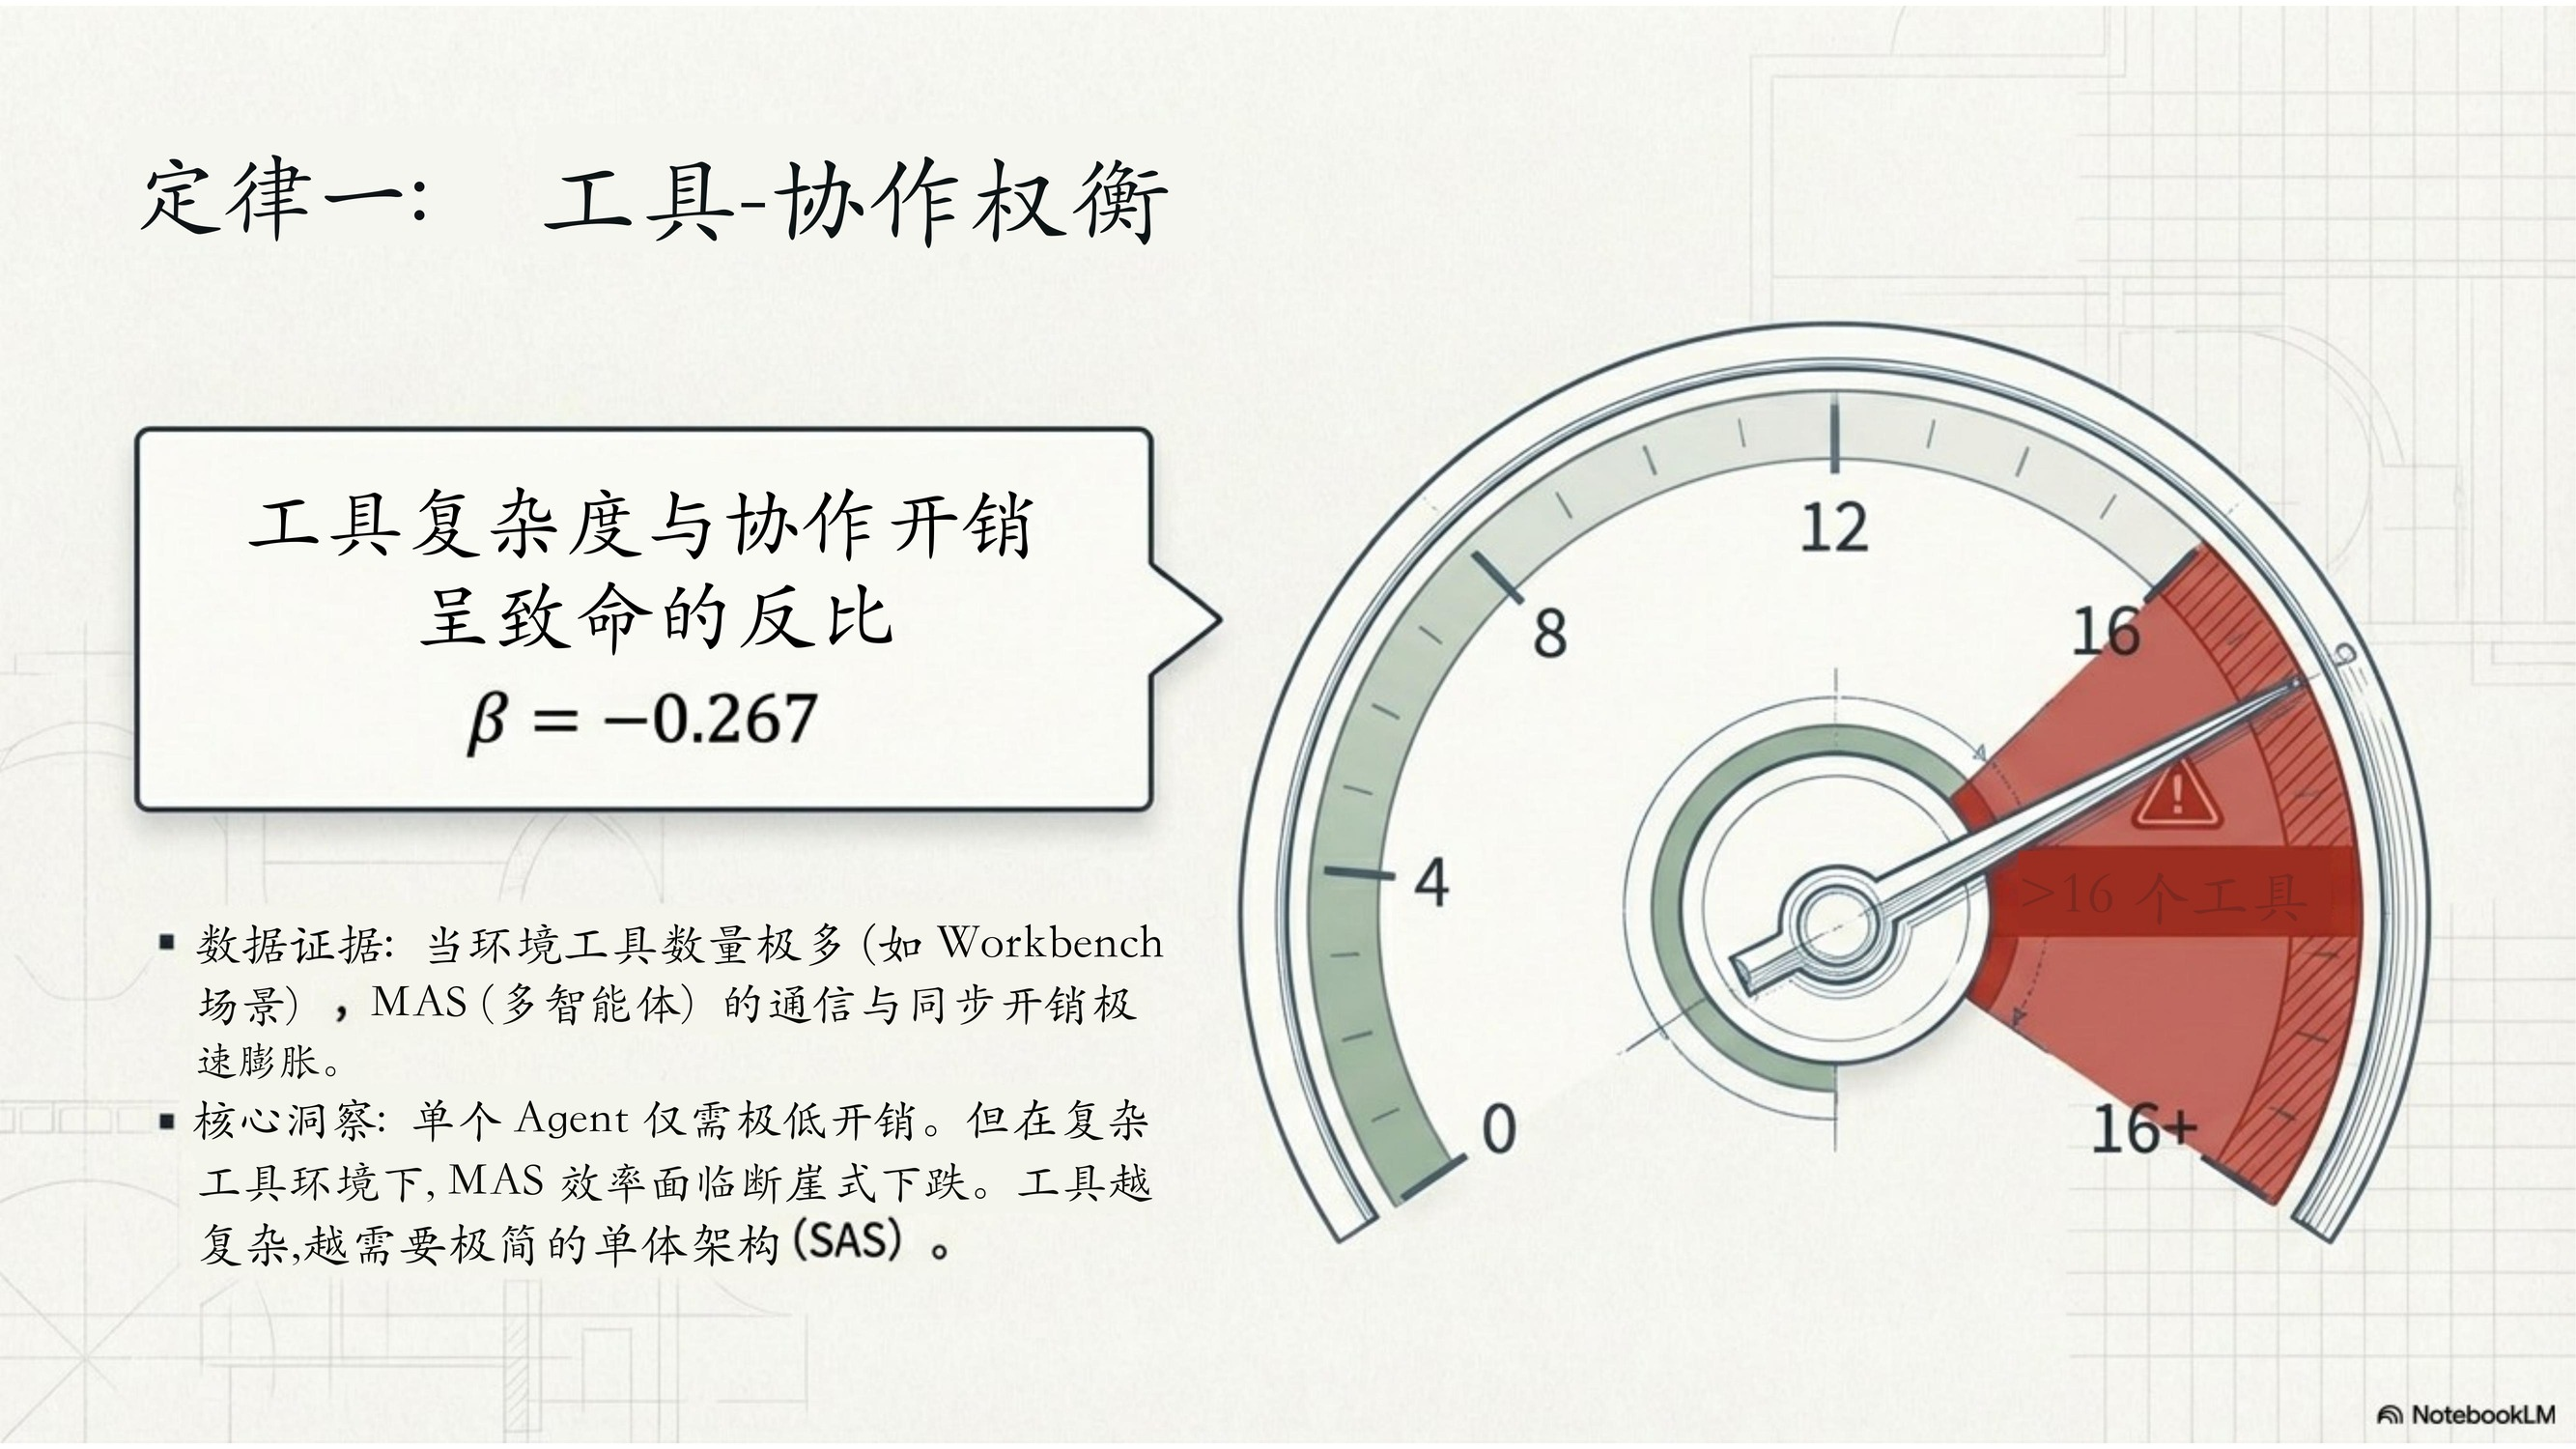 定律一: 工具-协作权衡
工具复杂度与协作开销
呈致命的反比
β = −0.267
▪ 数据证据: 当环境工具数量极多 (如 Workbench
场景) ，MAS (多智能体) 的通信与同步开销极
速膨胀。
▪ 核心洞察: 单个 Agent 仅需极低开销。但在复杂
工具环境下, MAS 效率面临断崖式下跌。工具越
复杂,越需要极简的单体架构 (SAS) 。
0
4
8
12
16
>16 个工具
16+
NotebookLM